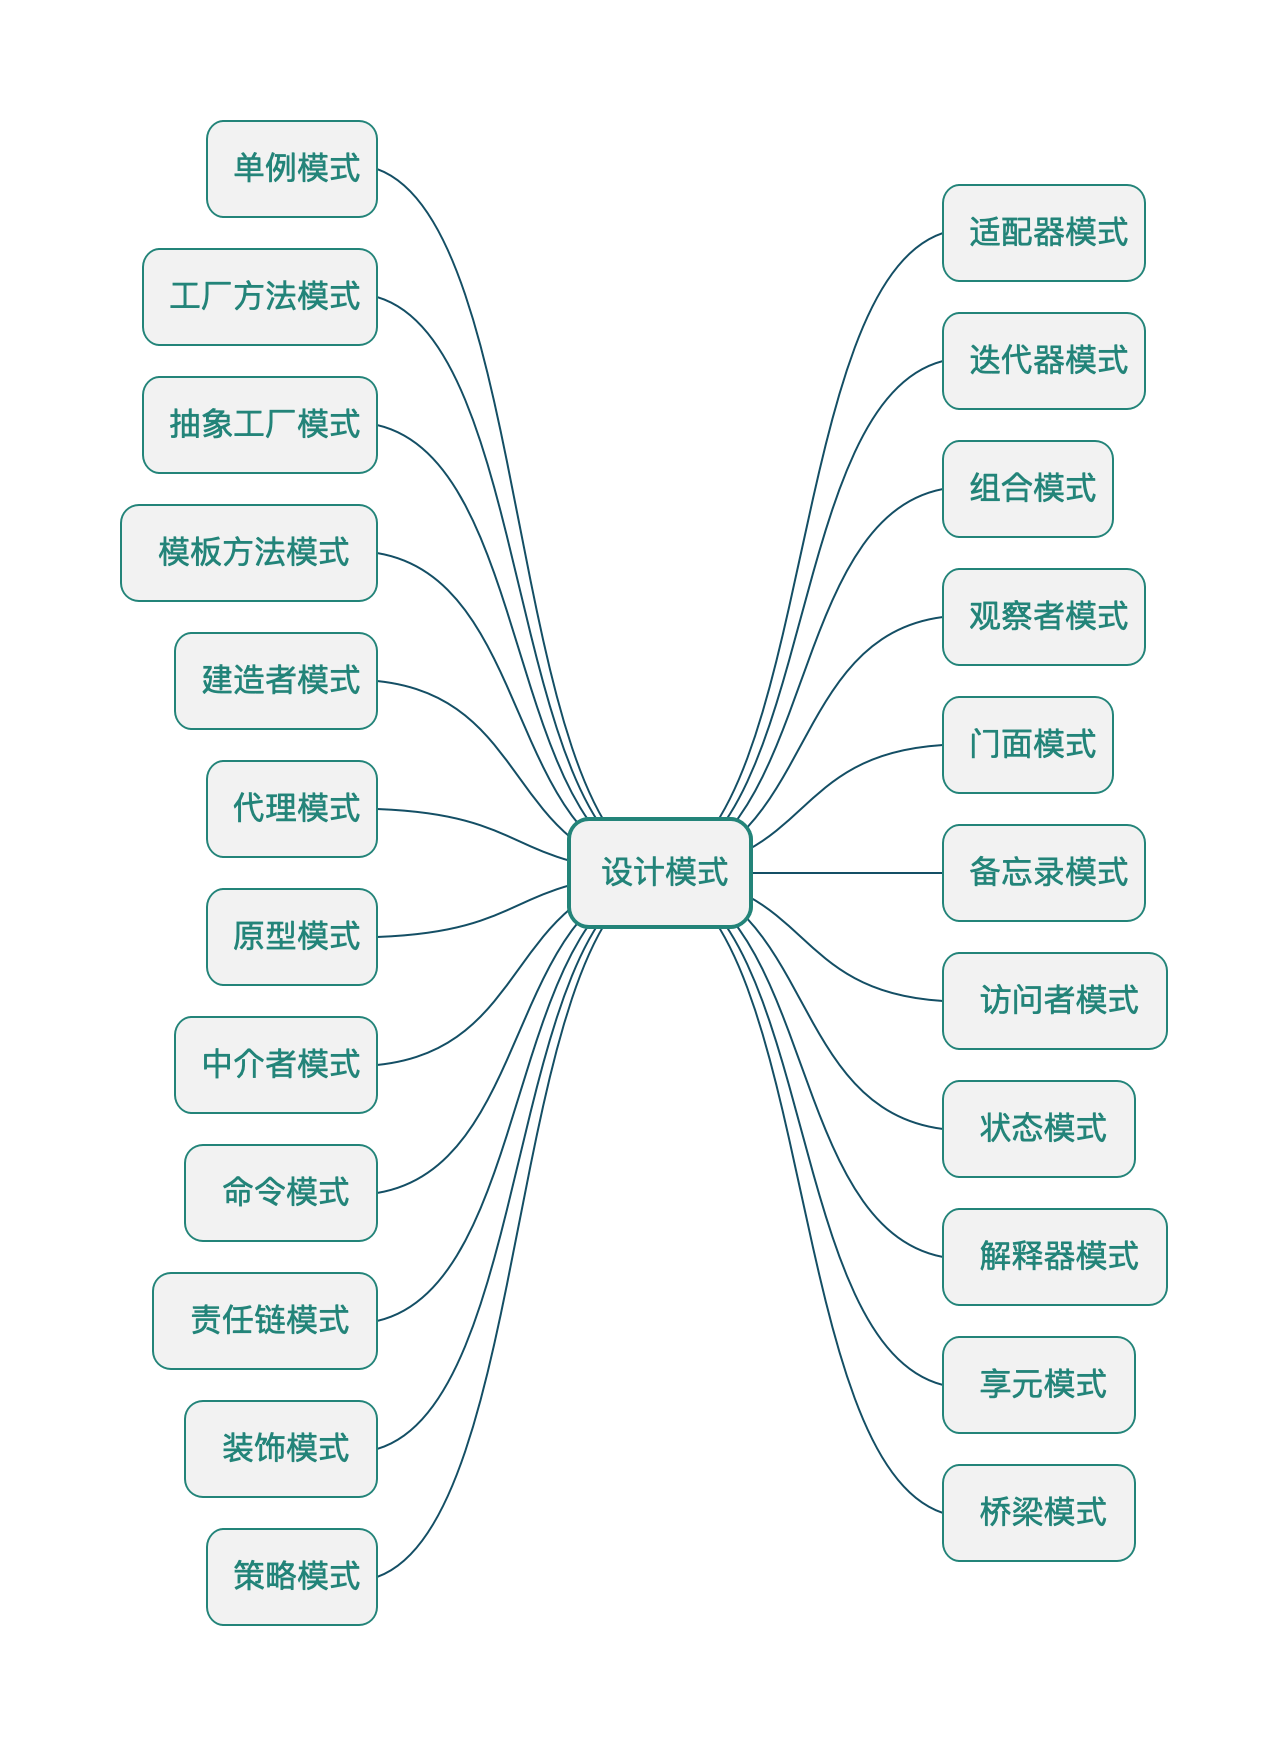 单例模式
工厂方法模式
抽象工厂模式
模板方法模式
建造者模式
代理模式
原型模式
中介者模式
命令模式
责任链模式
装饰模式
策略模式
设计模式
适配器模式
迭代器模式
组合模式
观察者模式
门面模式
备忘录模式
访问者模式
状态模式
解释器模式
享元模式
桥梁模式